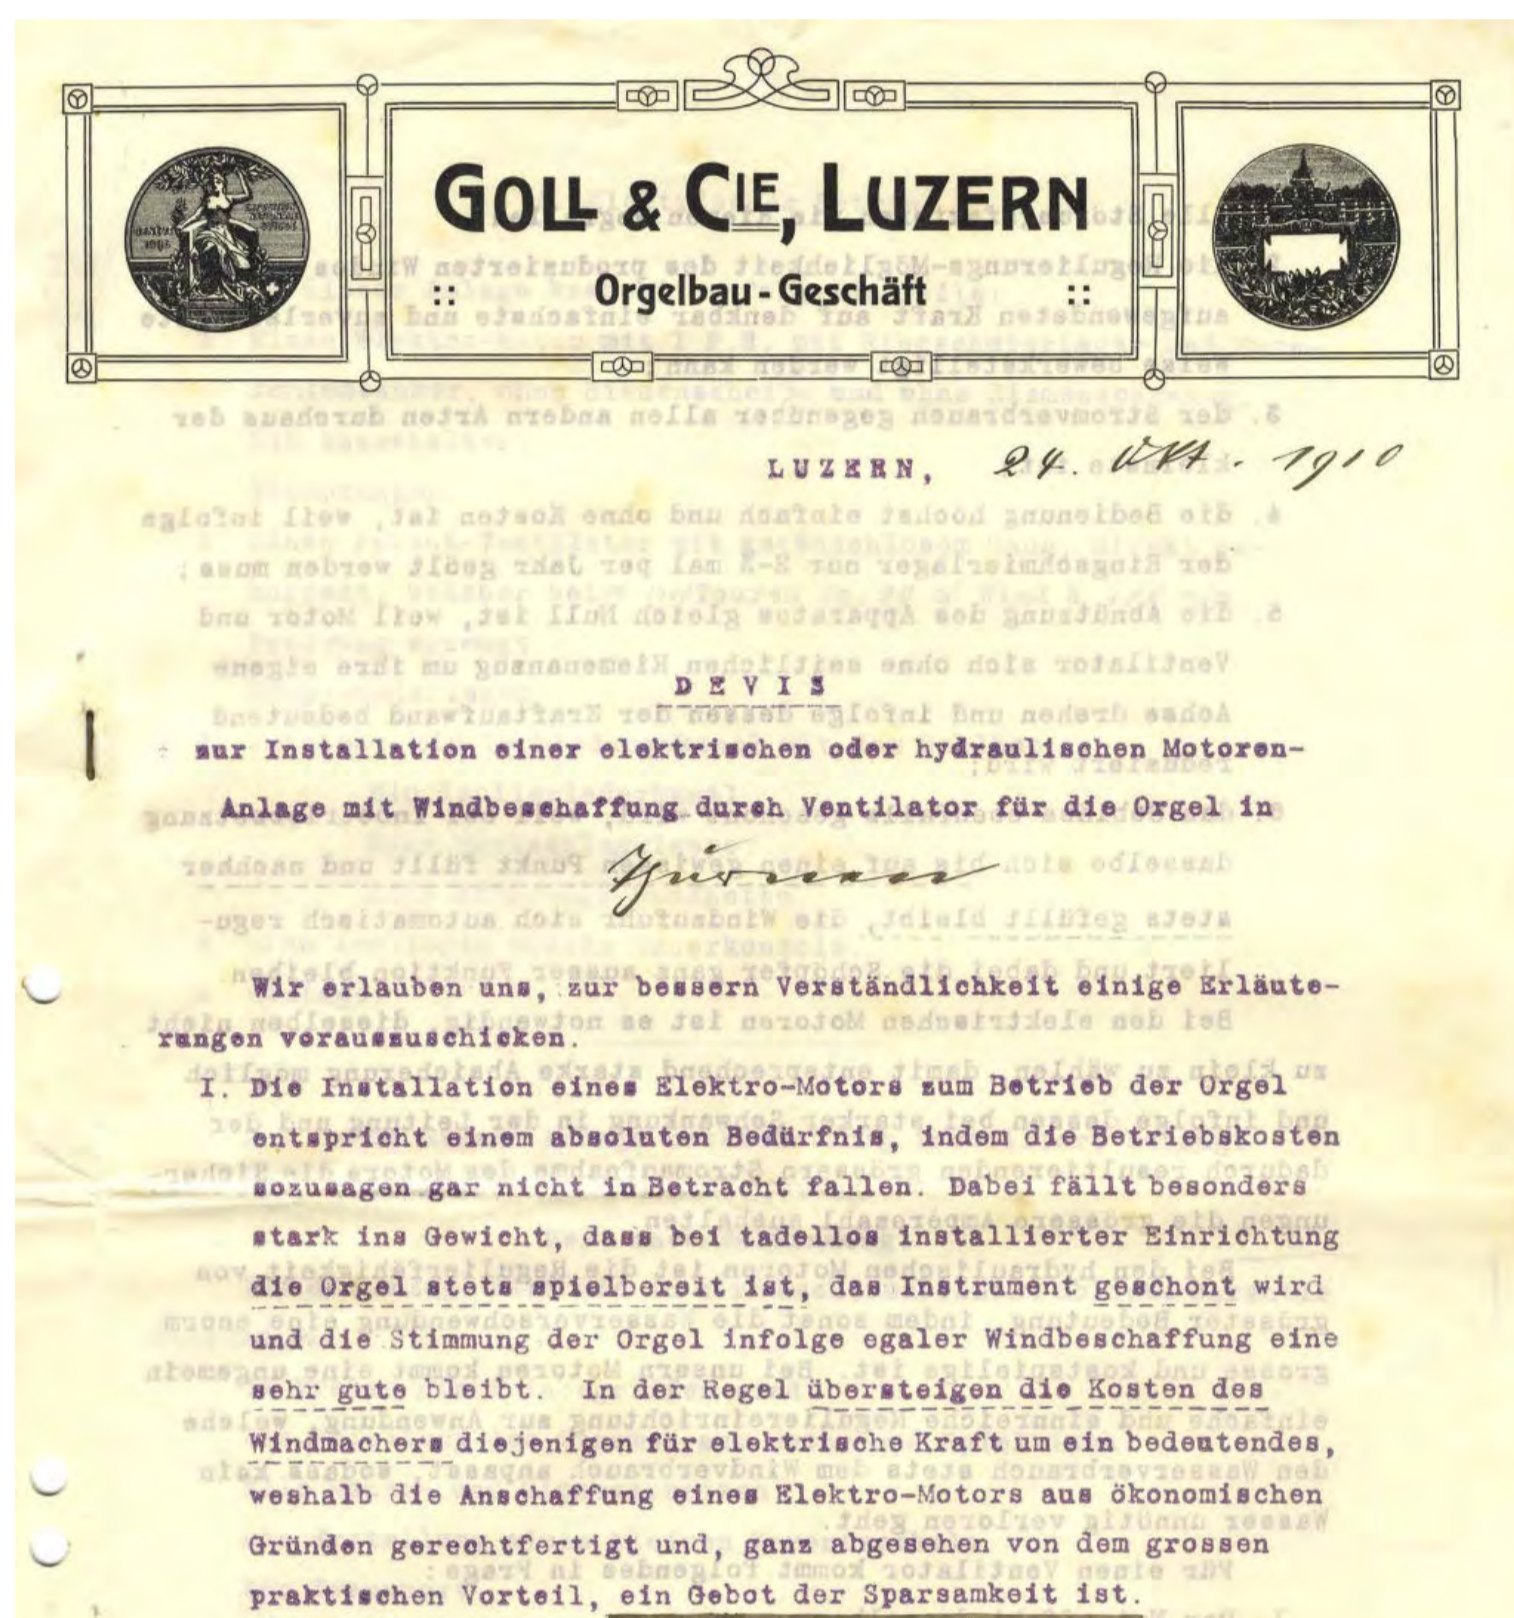 GOLL & CIE, LUZERN
:: Orgelbau-Geschäft ::
LUZERN, 24. Okt. 1910
DEVIS
zur Installation einer elektrischen oder hydraulischen Motoren-
Anlage mit Windbeschaffung durch Ventilator für die Orgel in
Wir erlauben uns, zur bessern Verständlichkeit einige Erläute-
rungen vorauszuschicken.
I. Die Installation eines Elektro-Motors zum Betrieb der Orgel
entspricht einem absoluten Bedürfnis, indem die Betriebskosten
sozusagen gar nicht in Betracht fallen. Dabei fällt besonders
stark ins Gewicht, dass bei tadellos installierter Einrichtung
die Orgel stets spielbereit ist, das Instrument geschont wird
und die Stimmung der Orgel infolge egaler Windbeschaffung eine
sehr gute bleibt. In der Regel übersteigen die Kosten des
Windmachers diejenigen für elektrische Kraft um ein bedeutendes,
weshalb die Anschaffung eines Elektro-Motors aus ökonomischen
Gründen gerechtfertigt und, ganz abgesehen von dem grossen
praktischen Vorteil, ein Gebot der Sparsamkeit ist.